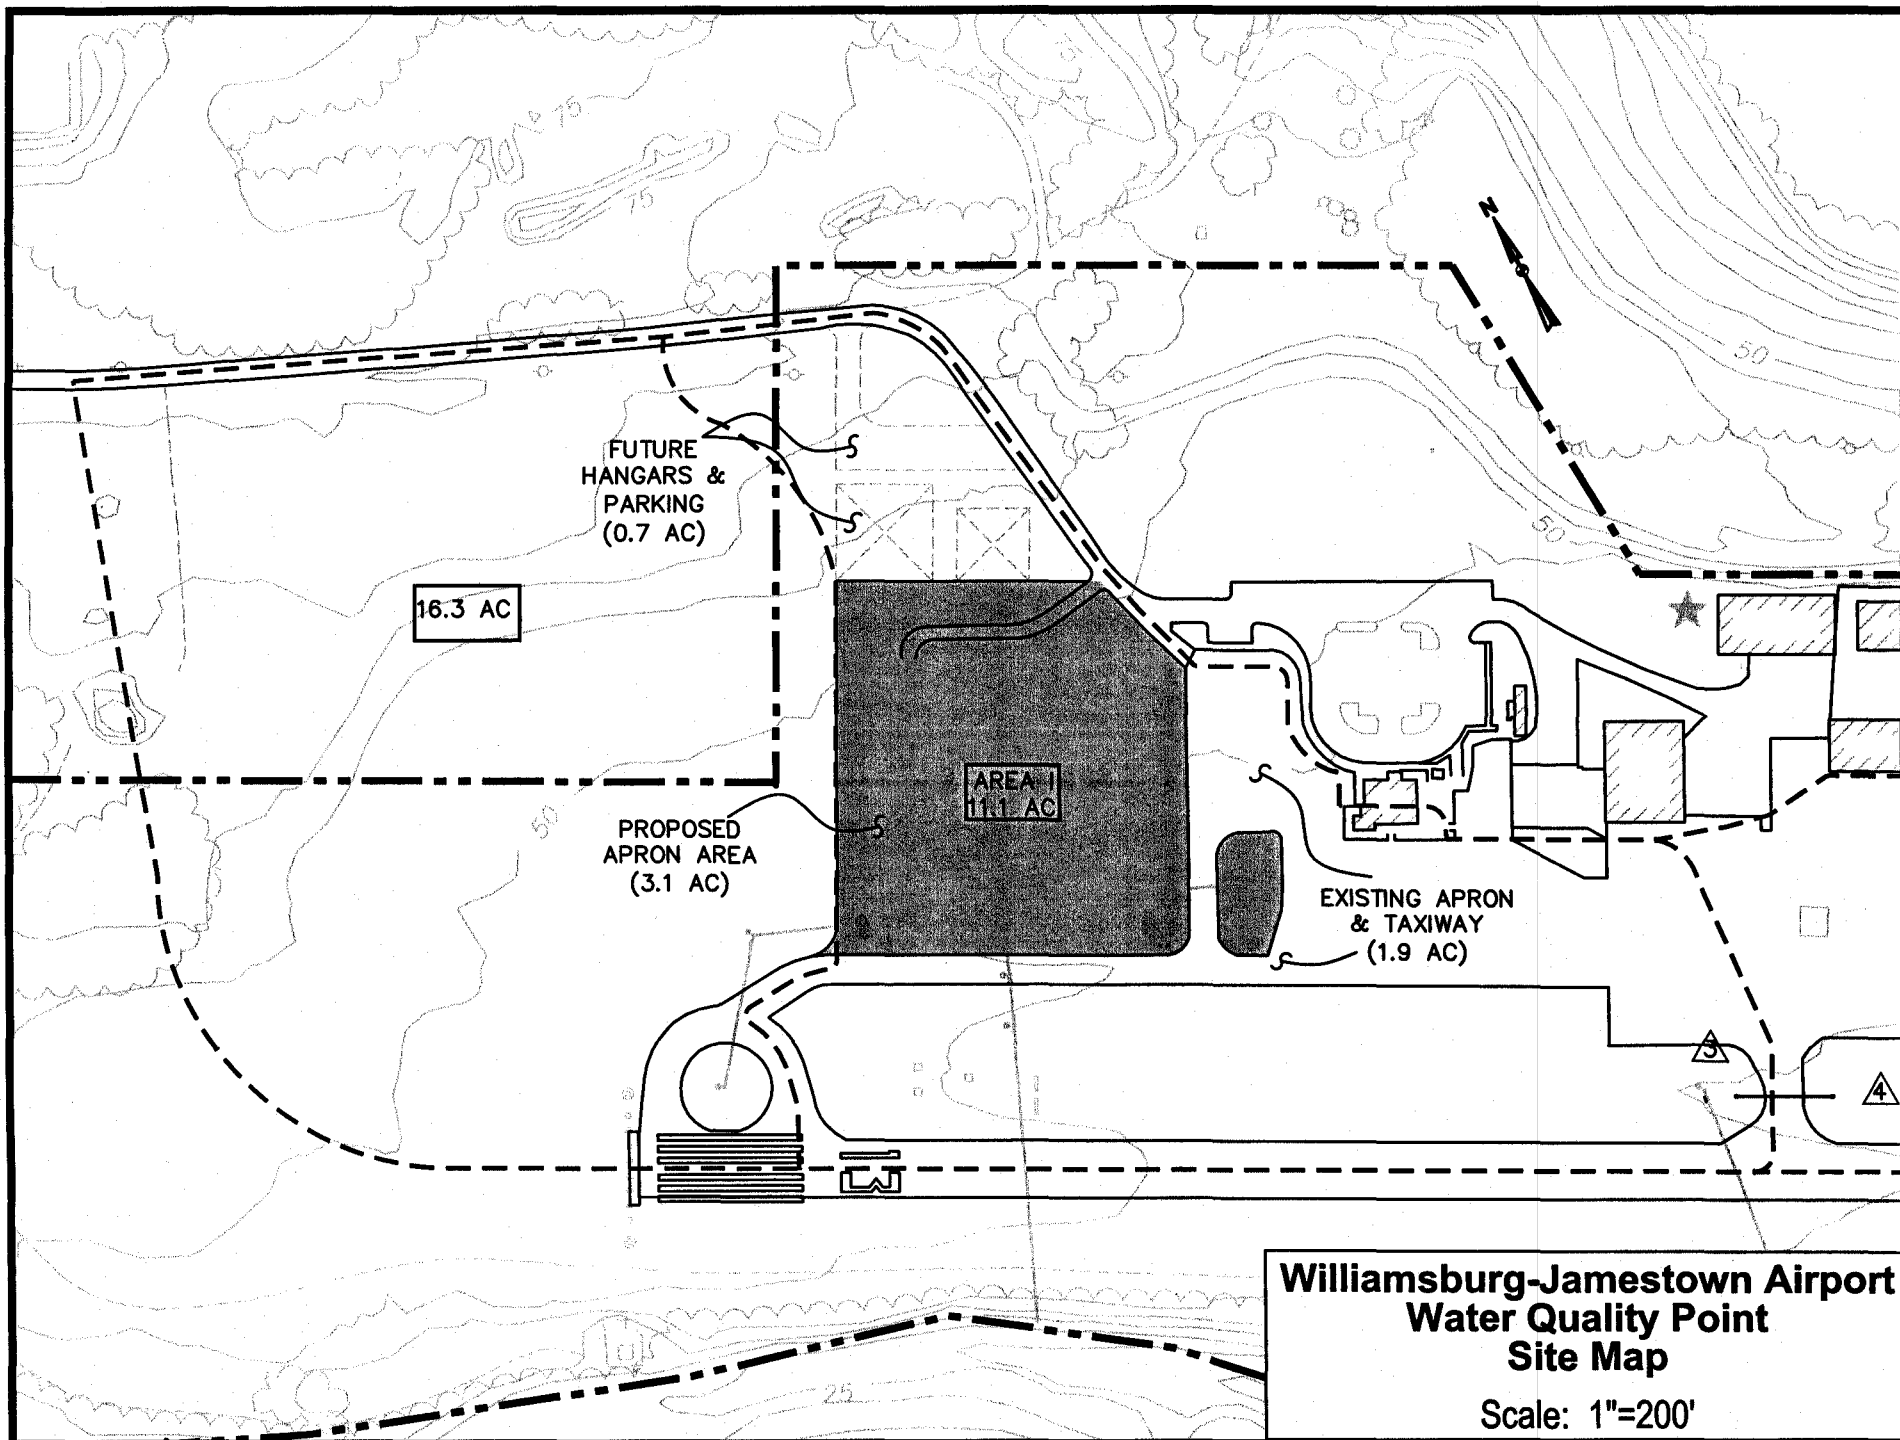 75
75
N
50
50
FUTURE
HANGARS &
PARKING
(0.7 AC)
16.3 AC
AREA I
11.1 AC
50
PROPOSED
APRON AREA
(3.1 AC)
EXISTING APRON
& TAXIWAY
(1.9 AC)
3
4
Williamsburg-Jamestown Airport
Water Quality Point
Site Map
Scale: 1"=200'
25